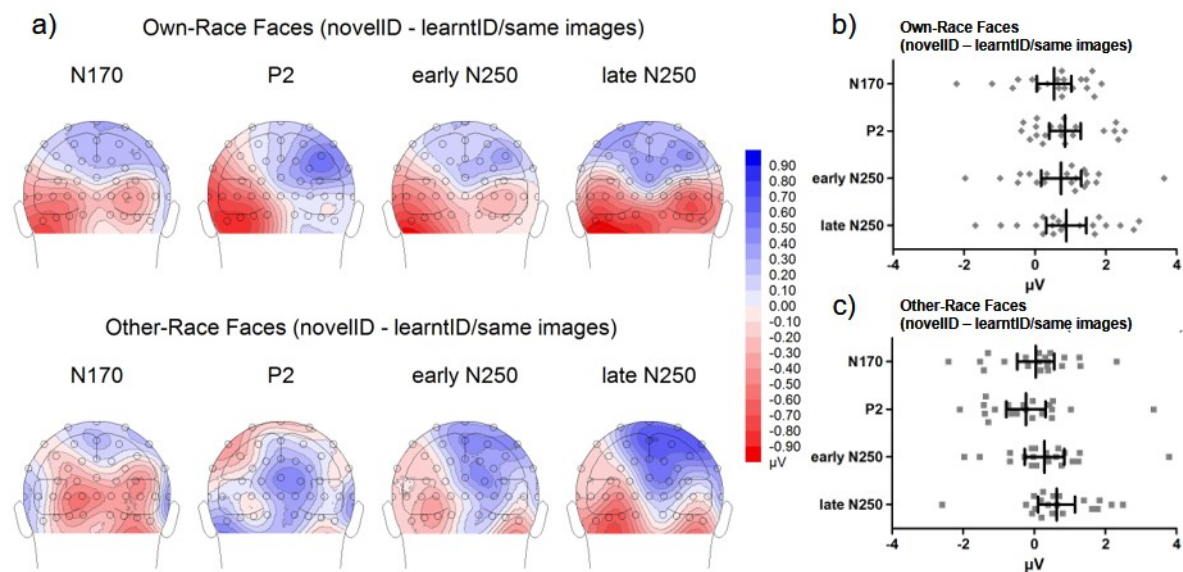 a)
Own-Race Faces (novelID - learntID/same images)
N170 P2 early N250 late N250
0.90
0.80
0.70
0.60
0.50
0.40
0.30
0.20
0.10
0.00
-0.10
-0.20
-0.30
-0.40
-0.50
-0.60
-0.70
-0.80
-0.90
µV
Other-Race Faces (novelID - learntID/same images)
N170 P2 early N250 late N250
b)
Own-Race Faces
(novelID – learntID/same images)
N170
P2
early N250
late N250
-4 -2 0 2 4
µV
c)
Other-Race Faces
(novelID – learntID/same images)
N170
P2
early N250
late N250
-4 -2 0 2 4
µV